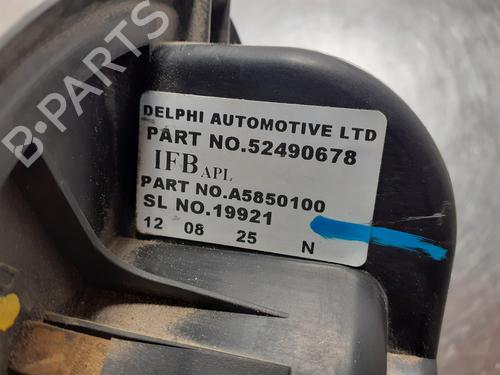 B-PARTS
DELPHI AUTOMOTIVE LTD
PART NO.52490678
IFB APL
PART NO.A5850100
SL NO.19921
12 08 25 N